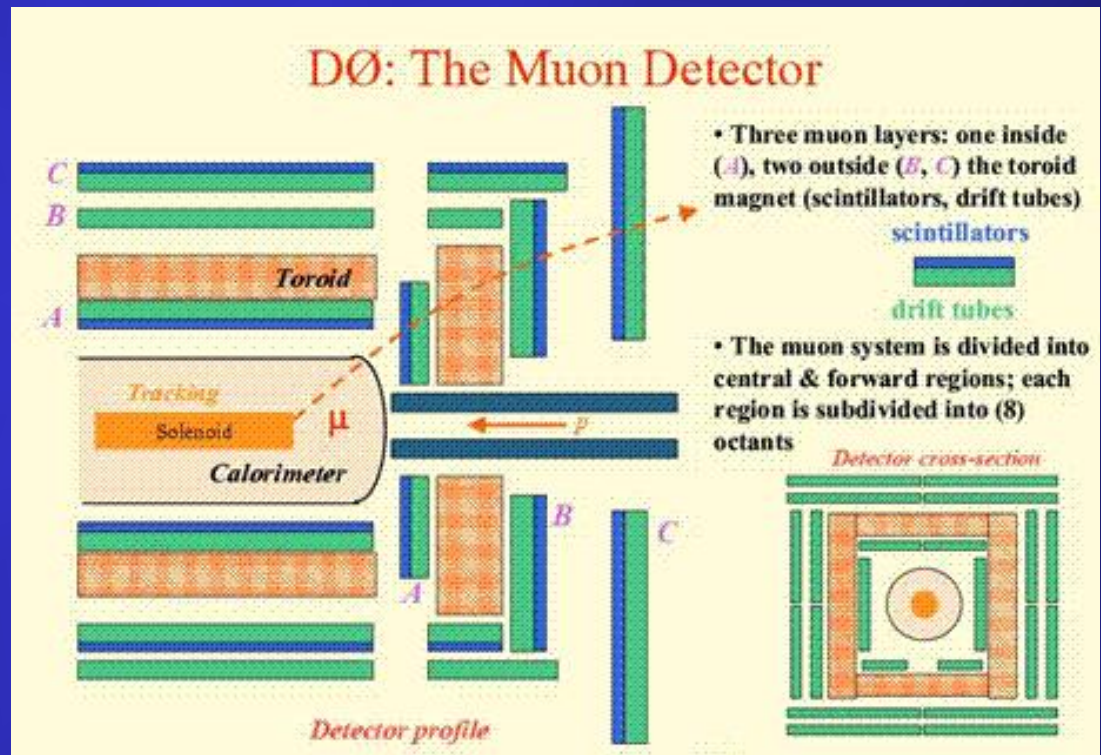 DØ: The Muon Detector
• Three muon layers: one inside
(A), two outside (B, C) the toroid
magnet (scintillators, drift tubes)
scintillators
drift tubes
• The muon system is divided into
central & forward regions; each
region is subdivided into (8)
octants
Detector cross-section
C
B
Toroid
A
Tracking
Solenoid
μ
Calorimeter
p
B
C
A
Detector profile